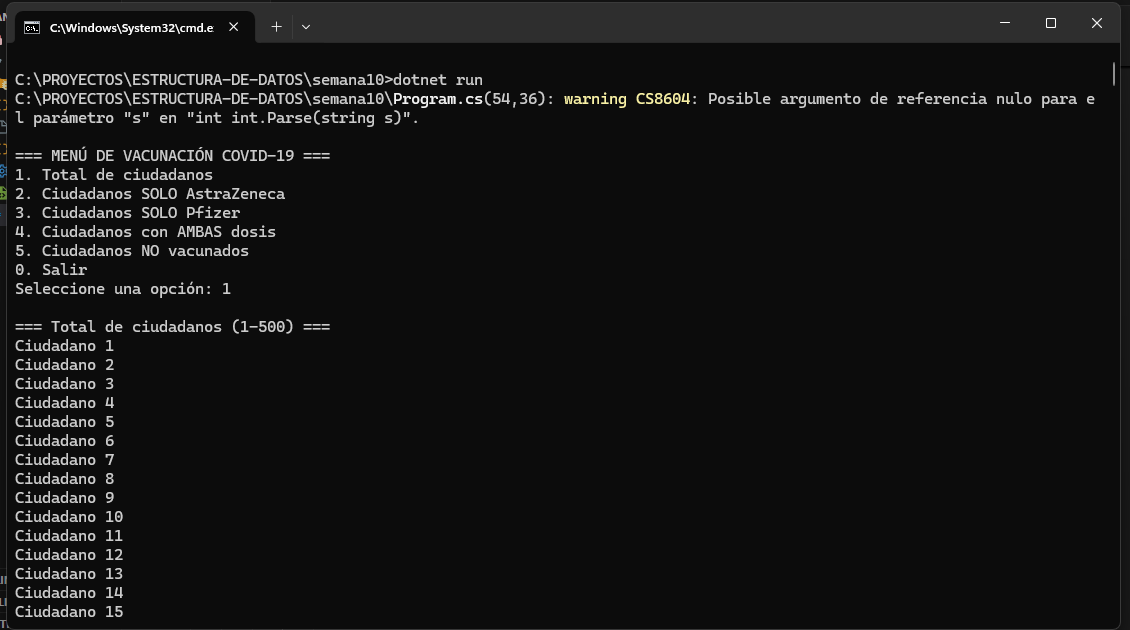 C:\Windows\System32\cmd.e
C:\PROYECTOS\ESTRUCTURA-DE-DATOS\semana10>dotnet run
C:\PROYECTOS\ESTRUCTURA-DE-DATOS\semana10\Program.cs(54,36): warning CS8604: Posible argumento de referencia nulo para e
l parámetro "s" en "int int.Parse(string s)".
=== MENÚ DE VACUNACIÓN COVID-19 ===
1. Total de ciudadanos
2. Ciudadanos SOLO AstraZeneca
3. Ciudadanos SOLO Pfizer
4. Ciudadanos con AMBAS dosis
5. Ciudadanos NO vacunados
0. Salir
Seleccione una opción: 1
=== Total de ciudadanos (1-500) ===
Ciudadano 1
Ciudadano 2
Ciudadano 3
Ciudadano 4
Ciudadano 5
Ciudadano 6
Ciudadano 7
Ciudadano 8
Ciudadano 9
Ciudadano 10
Ciudadano 11
Ciudadano 12
Ciudadano 13
Ciudadano 14
Ciudadano 15